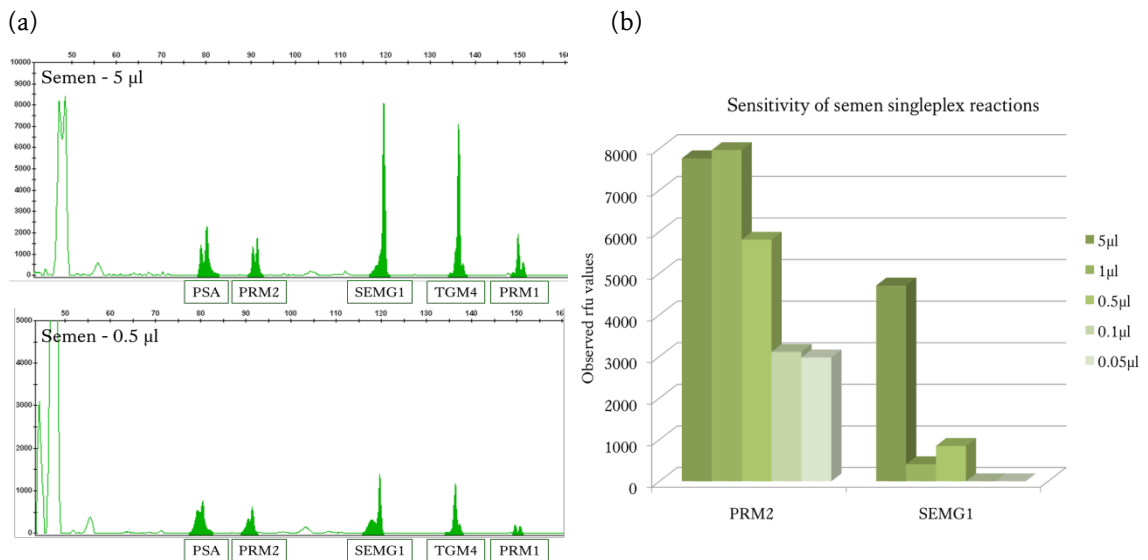 (a)
50 60 70 80 90 100 110 120 130 140 150 160
10000
9000
8000
7000
6000
5000
4000
3000
2000
1000
0
Semen - 5 µl
PSA PRM2 SEMG1 TGM4 PRM1
50 60 70 80 90 100 110 120 130 140 150 160
5000
4000
3000
2000
1000
0
Semen - 0.5 µl
PSA PRM2 SEMG1 TGM4 PRM1
(b)
Sensitivity of semen singleplex reactions
Observed rfu values
8000
7000
6000
5000
4000
3000
2000
1000
0
PRM2 SEMG1
5µl
1µl
0.5µl
0.1µl
0.05µl